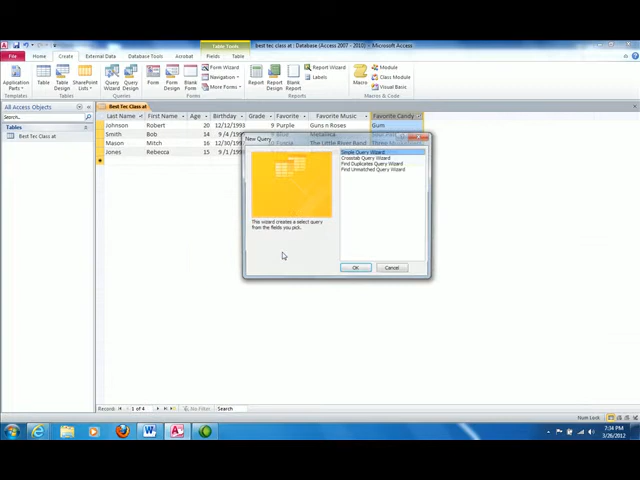 best tec class at : Database (Access 2007 - 2010) - Microsoft Access
Table Tools
File Home Create External Data Database Tools Acrobat Fields Table
Application Parts Table Table Design SharePoint Lists Query Wizard Query Design Form Form Design Blank Form Form Wizard Navigation More Forms Report Report Design Blank Report Report Wizard Labels Macro Module Class Module Visual Basic
Templates Tables Queries Forms Reports Macros & Code
All Access Objects
Search...
Tables
Best Tec Class at
Best Tec Class at
Last Name First Name Age Birthday Grade Favorite Favorite Music Favorite Candy
Johnson Robert 20 12/12/1993 9 Purple Guns n Roses Gum
Smith Bob 14 9 Blue Metallica
Mason Mitch 16 The Little River Band
Jones Rebecca 15
New Query
Simple Query Wizard
Crosstab Query Wizard
Find Duplicates Query Wizard
Find Unmatched Query Wizard
This wizard creates a select query
from the fields you pick.
OK Cancel
Record: 1 of 4 No Filter Search
Num Lock
7:34 PM
3/26/2012